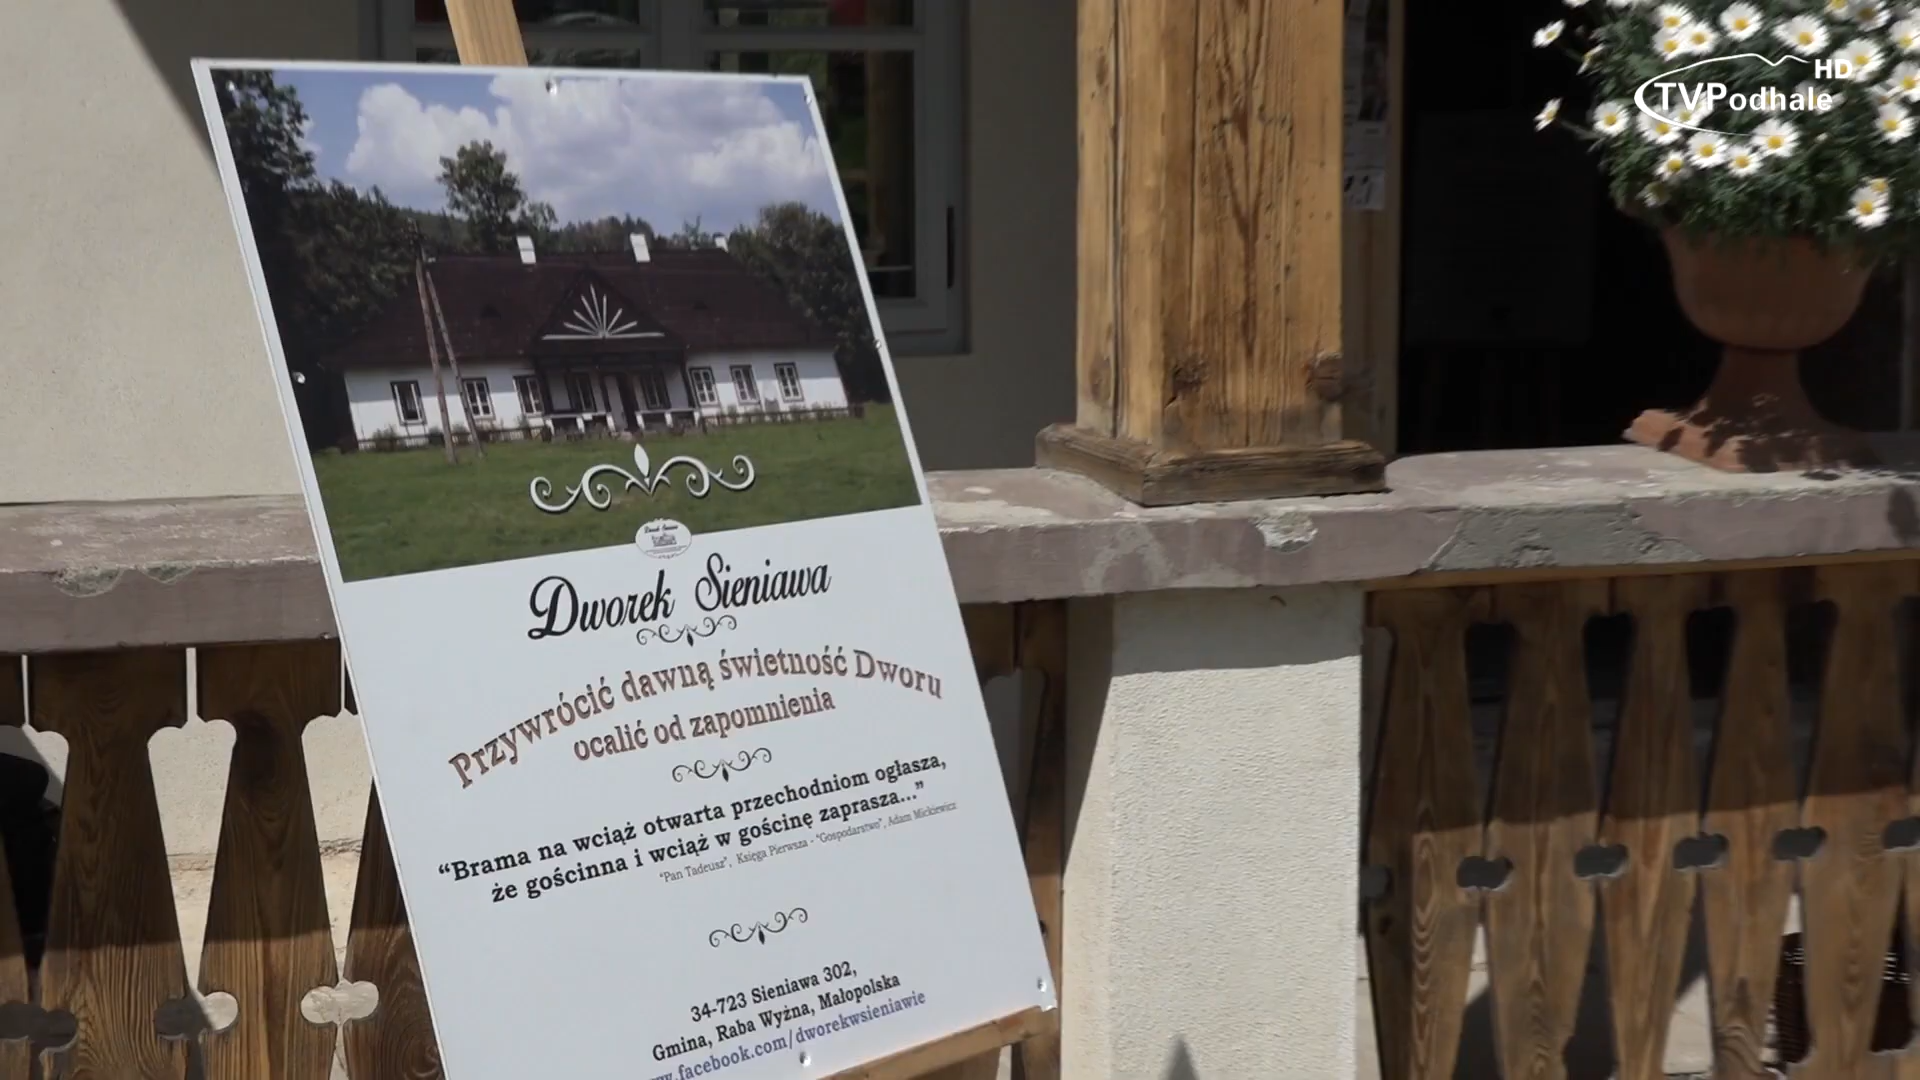 HD
TVPodhale
Dworek Sieniawa
Dworek Sieniawa
Przywrócić dawną świetność Dworu
ocalić od zapomnienia
“Brama na wciąż otwarta przechodniom ogłasza,
że gościnna i wciąż w gościnę zaprasza...”
"Pan Tadeusz", Księga Pierwsza - "Gospodarstwo", Adam Mickiewicz
34-723 Sieniawa 302,
Gmina, Raba Wyżna, Małopolska
.facebook.com/dworekwsieniawie